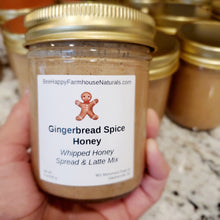 BeeHappyFarmhouseNaturals.com
Gingerbread Spice
Honey
Whipped Honey
Spread & Latte Mix